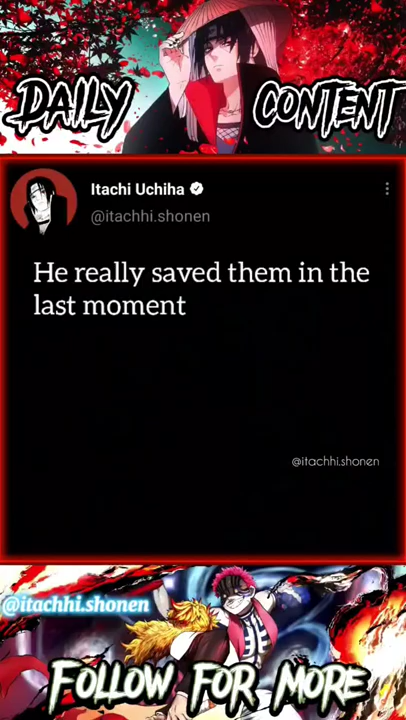 DAILY CONTENT
Itachi Uchiha
@itachhi.shonen
He really saved them in the
last moment
@itachhi.shonen
@itachhi.shonen
FOLLOW FOR MORE